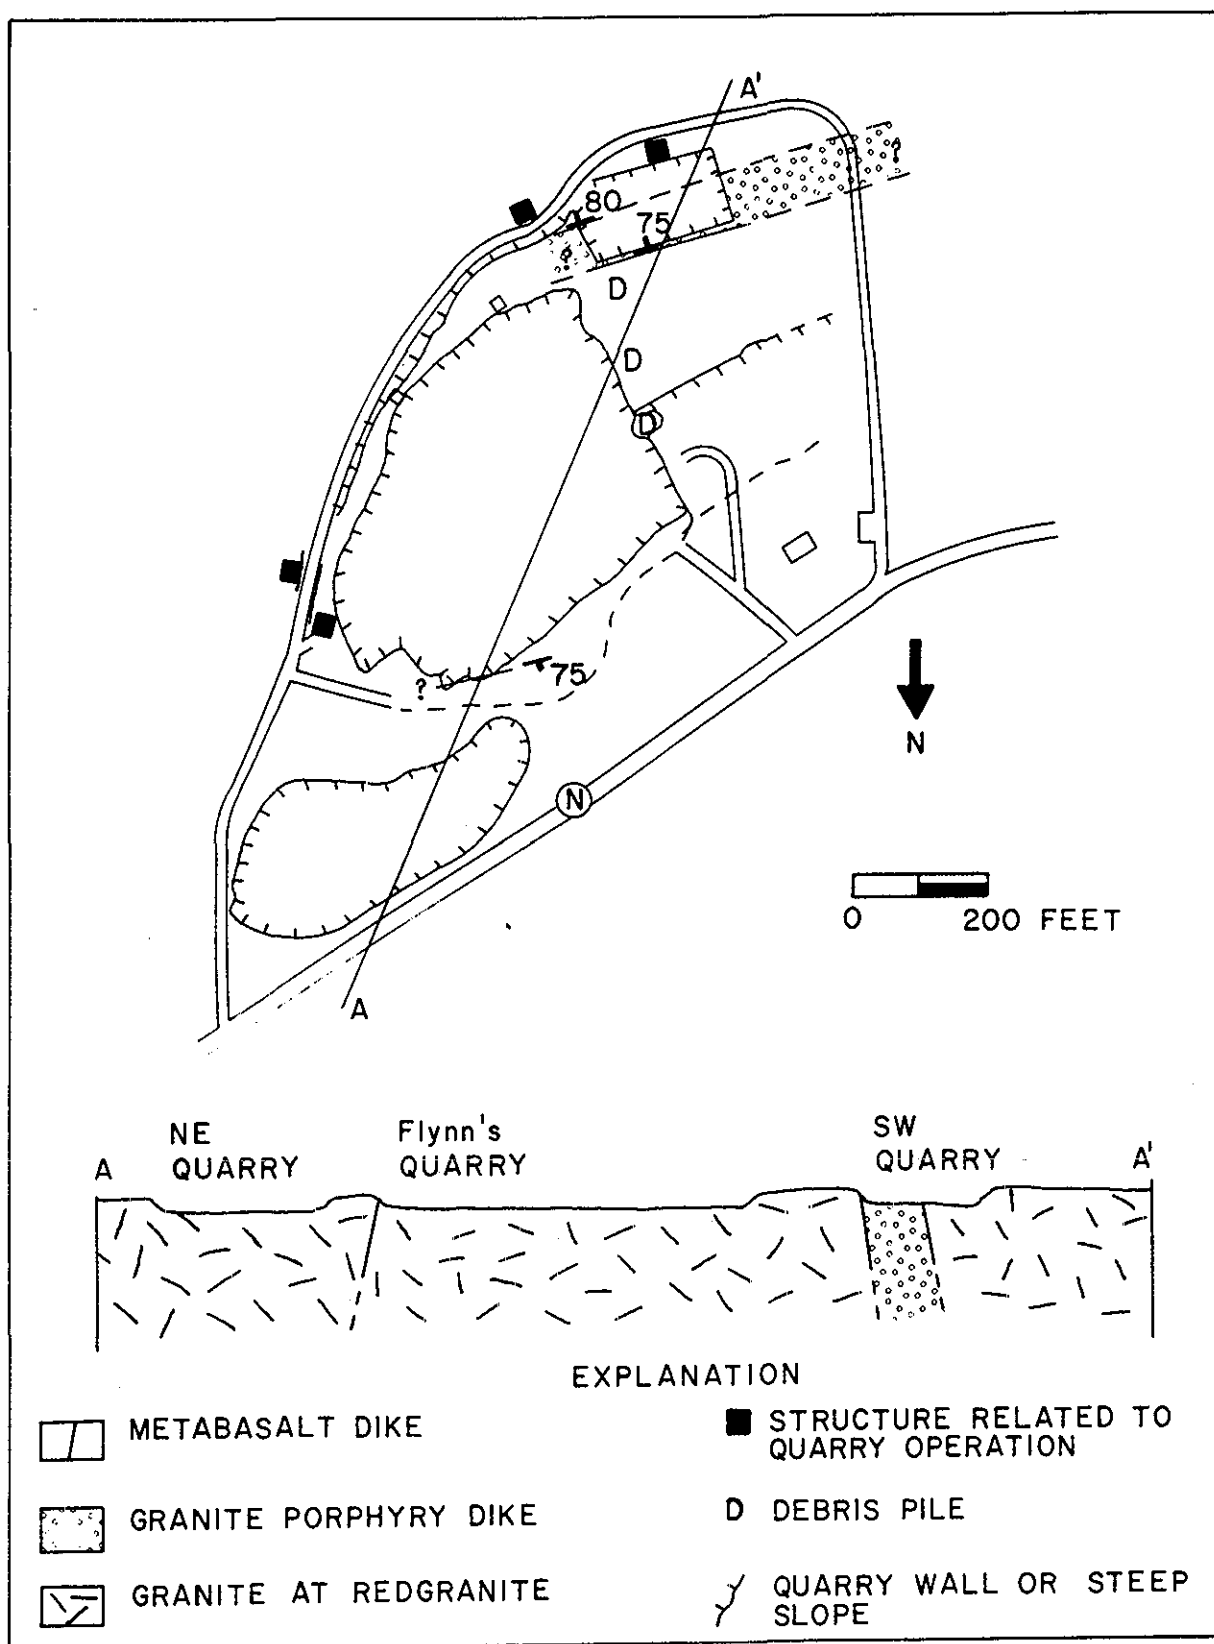 A'
80
75
?
?
D
D
D
75
?
N
N
0 200 FEET
A
NE
QUARRY
Flynn's
QUARRY
SW
QUARRY
A
A'
EXPLANATION
METABASALT DIKE
STRUCTURE RELATED TO
QUARRY OPERATION
GRANITE PORPHYRY DIKE
D DEBRIS PILE
GRANITE AT REDGRANITE
QUARRY WALL OR STEEP
SLOPE